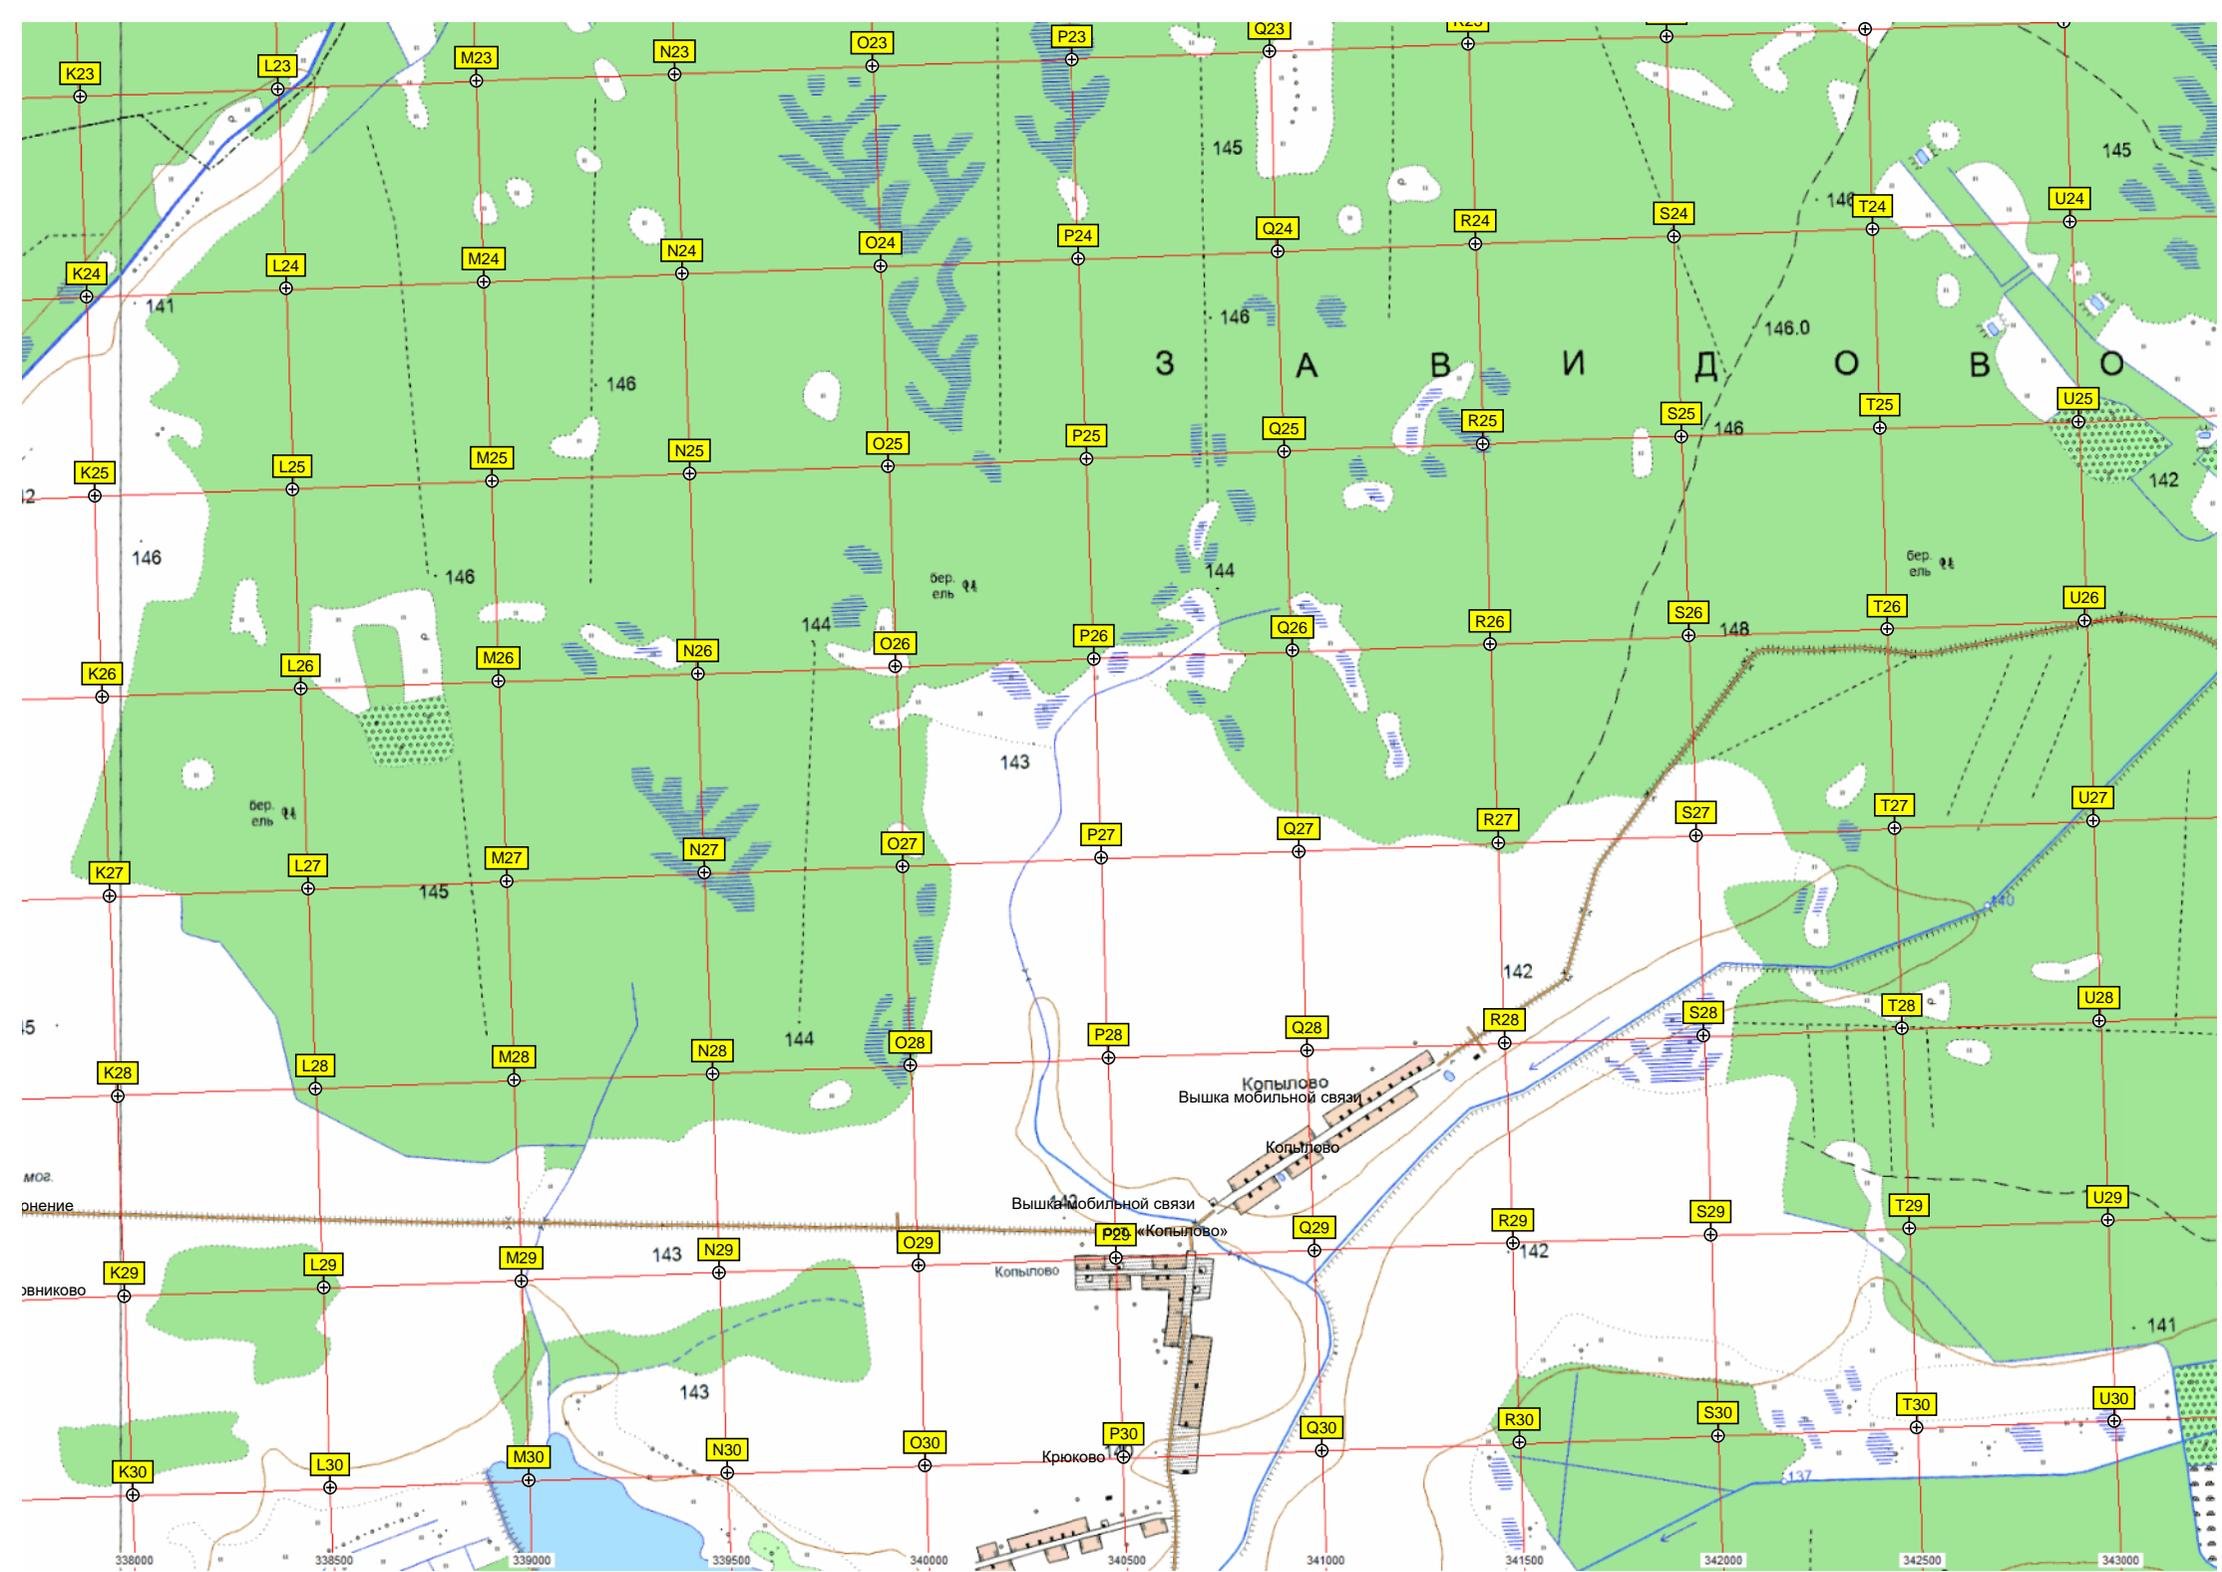 Q23
P23
O23
N23
M23
L23
K23
145
145
146
U24
T24
S24
R24
Q24
P24
O24
N24
M24
L24
K24
141
146
146.0
З А В И Д О В О
146
U25
T25
S25
R25
Q25
P25
O25
N25
M25
L25
K25
146
142
146
146
144
бер.
ель
бер.
ель
144
148
U26
T26
S26
R26
Q26
P26
O26
N26
M26
L26
K26
143
бер.
ель
U27
T27
S27
R27
Q27
P27
O27
N27
M27
L27
K27
145
140
142
144
U28
T28
S28
R28
Q28
P28
O28
N28
M28
L28
K28
Копылово
Вышка мобильной связи
Копылово
мог.
онение
Вышка мобильной связи
U29
T29
S29
R29
Q29
P29
O29
N29
M29
L29
K29
«Копылово»
143
142
Копылово
овниково
141
143
U30
T30
S30
R30
Q30
P30
O30
N30
M30
L30
K30
Крюково
137
338000 338500 339000 339500 340000 340500 341000 341500 342000 342500 343000